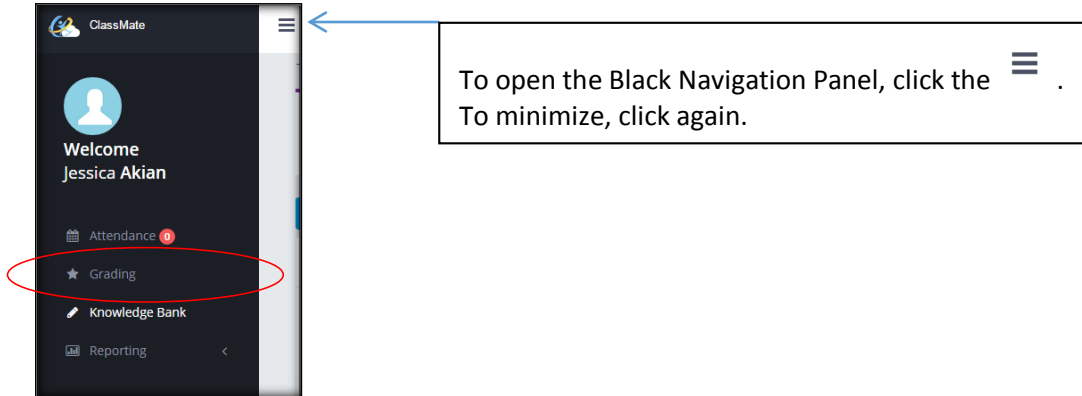 ClassMate
To open the Black Navigation Panel, click the ☰ .
To minimize, click again.
Welcome
Jessica Akian
Attendance 0
Grading
Knowledge Bank
Reporting <